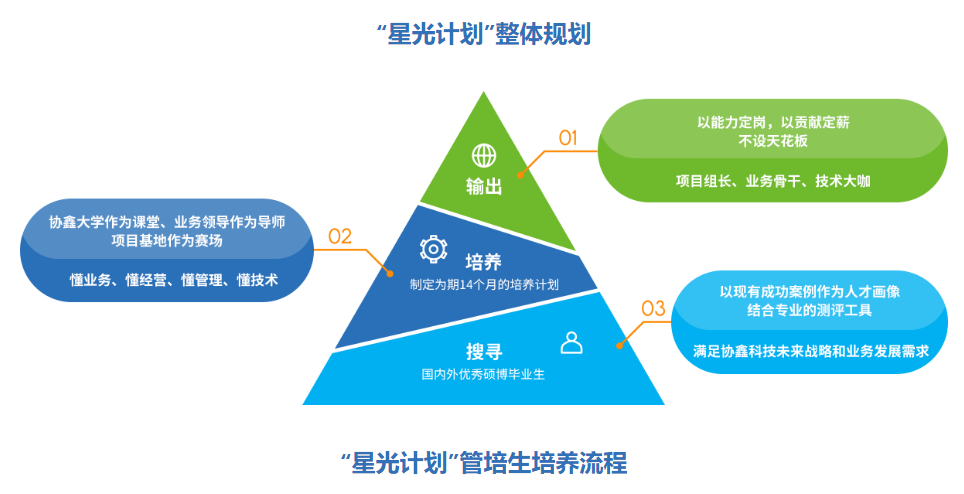 “星光计划”整体规划
01
以能力定岗，以贡献定薪
不设天花板
项目组长、业务骨干、技术大咖
输出
02
协鑫大学作为课堂、业务领导作为导师
项目基地作为赛场
懂业务、懂经营、懂管理、懂技术
培养
制定为期14个月的培养计划
03
以现有成功案例作为人才画像
结合专业的测评工具
满足协鑫科技未来战略和业务发展需求
搜寻
国内外优秀硕博毕业生
“星光计划”管培生培养流程